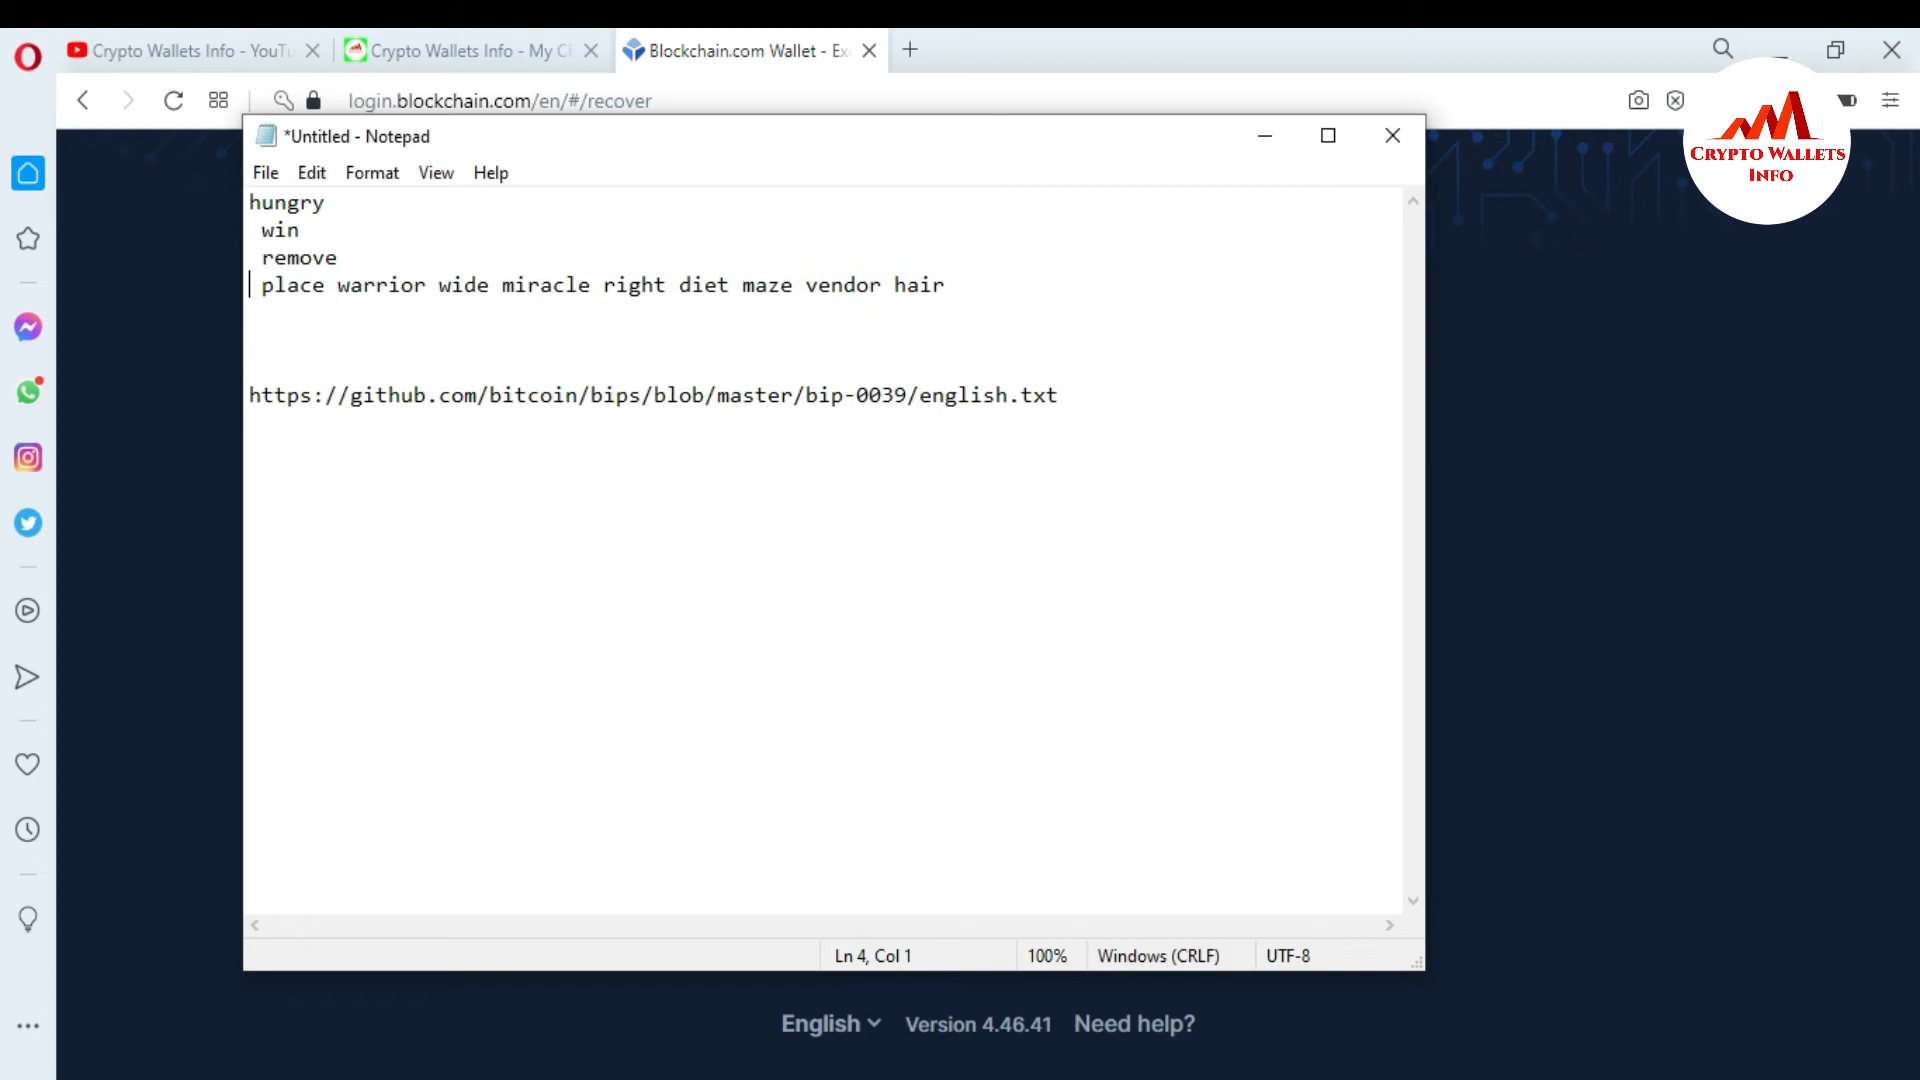 Crypto Wallets Info - YouTu
Crypto Wallets Info - My C
Blockchain.com Wallet - Ex
login.blockchain.com/en/#/recover
CRYPTO WALLETS
INFO
*Untitled - Notepad
File Edit Format View Help
hungry
win
remove
place warrior wide miracle right diet maze vendor hair
https://github.com/bitcoin/bips/blob/master/bip-0039/english.txt
Ln 4, Col 1 100% Windows (CRLF) UTF-8
English Version 4.46.41 Need help?